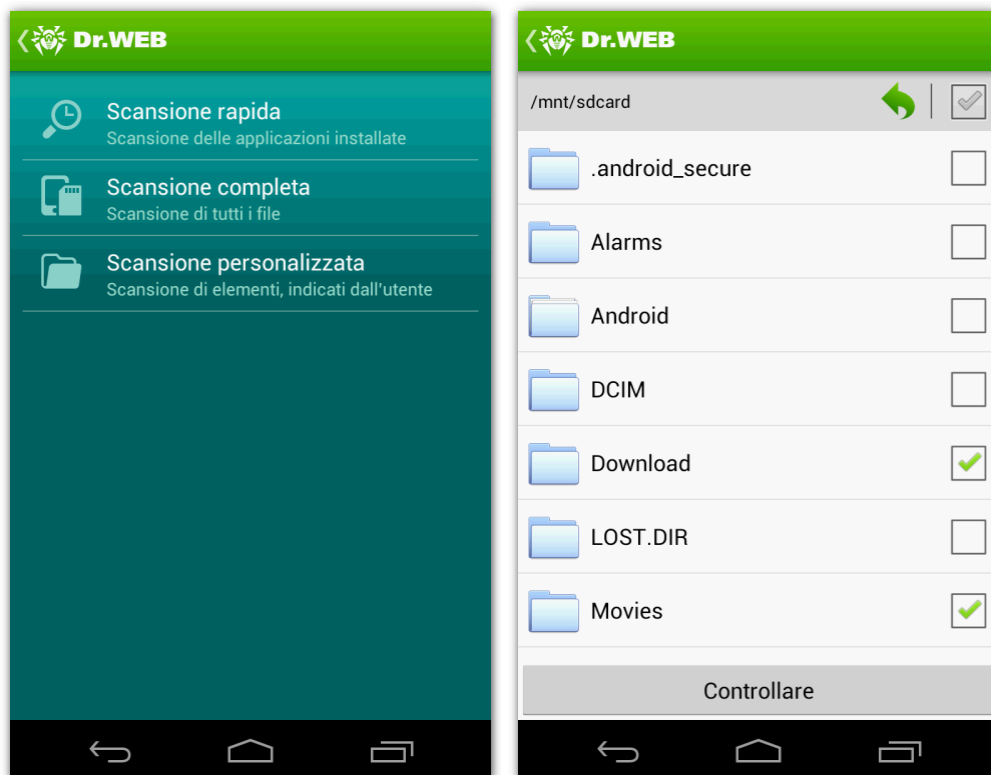 Dr.WEB
Scansione rapida
Scansione delle applicazioni installate
Scansione completa
Scansione di tutti i file
Scansione personalizzata
Scansione di elementi, indicati dall'utente
Dr.WEB
/mnt/sdcard
.android_secure
Alarms
Android
DCIM
Download
LOST.DIR
Movies
Controllare